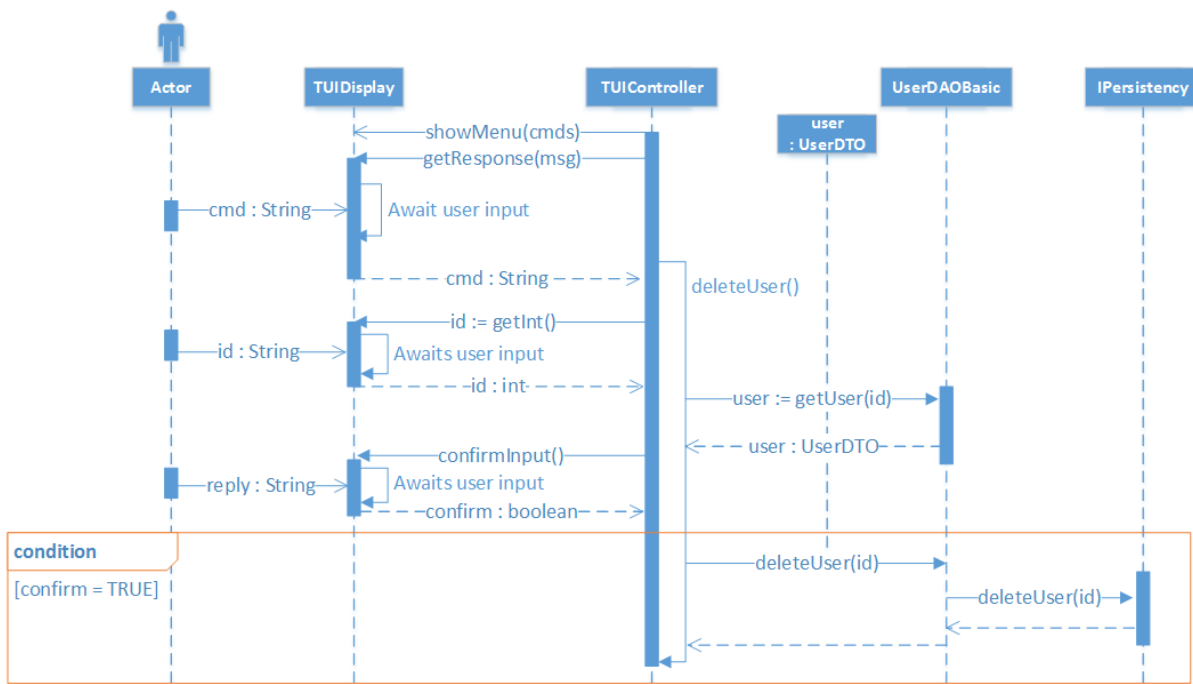 Actor
TUIDisplay
TUIController
UserDAOBasic
IPersistency
user
: UserDTO
showMenu(cmds)
getResponse(msg)
cmd : String
Await user input
cmd : String
deleteUser()
id := getInt()
id : String
Awaits user input
id : int
user := getUser(id)
user : UserDTO
confirmInput()
reply : String
Awaits user input
confirm : boolean
condition
[confirm = TRUE]
deleteUser(id)
deleteUser(id)